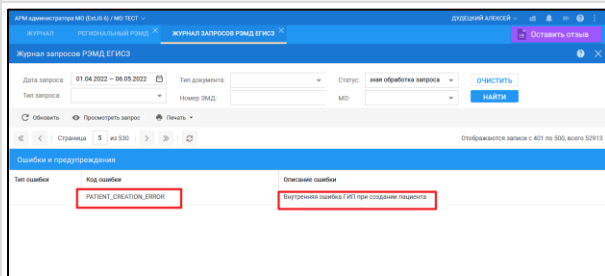 АРМ администратора МО (ExtJS 6) / МО ТЕСТ
ДУДЕЦКИЙ АЛЕКСЕЙ
ЖУРНАЛ РЕГИОНАЛЬНЫЙ РЭМД ЖУРНАЛ ЗАПРОСОВ РЭМД ЕГИСЗ Оставить отзыв
Журнал запросов РЭМД ЕГИСЗ
Дата запроса: 01.04.2022 — 06.05.2022 Тип документа: Статус: зная обработка запроса ОЧИСТИТЬ
Тип запроса: Номер ЭМД: МО: НАЙТИ
Обновить Просмотреть запрос Печать
Страница 5 из 530 Отображаются записи с 401 по 500, всего 52913
Ошибки и предупреждения
Тип ошибки Код ошибки Описание ошибки
PATIENT_CREATION_ERROR Внутренняя ошибка ГИП при создании пациента